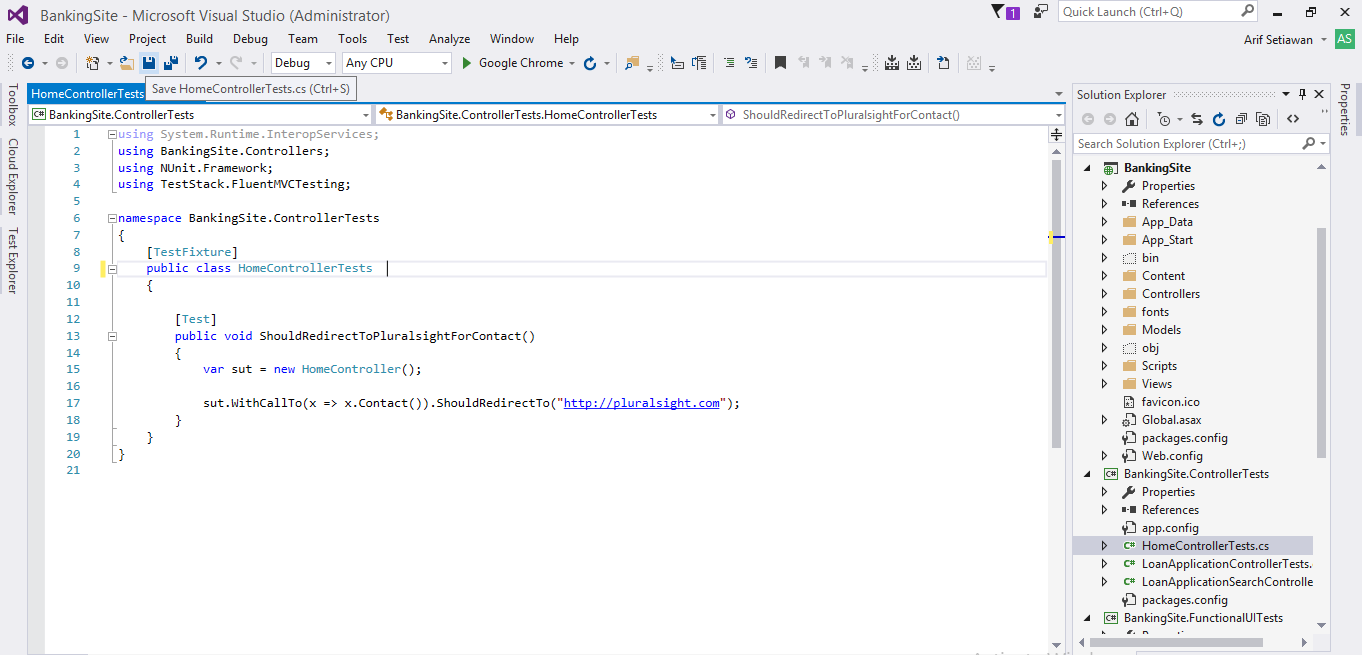 BankingSite - Microsoft Visual Studio (Administrator)
1
Quick Launch (Ctrl+Q)
File Edit View Project Build Debug Team Tools Test Analyze Window Help
Arif Setiawan AS
Debug Any CPU Google Chrome
Save HomeControllerTests.cs (Ctrl+S)
HomeControllerTests
BankingSite.ControllerTests
BankingSite.ControllerTests.HomeControllerTests
ShouldRedirectToPluralsightForContact()
Toolbox
Cloud Explorer
Test Explorer
1 using System.Runtime.InteropServices;
2 using BankingSite.Controllers;
3 using NUnit.Framework;
4 using TestStack.FluentMVCTesting;
5
6 namespace BankingSite.ControllerTests
7 {
8 [TestFixture]
9 public class HomeControllerTests
10 {
11
12 [Test]
13 public void ShouldRedirectToPluralsightForContact()
14 {
15 var sut = new HomeController();
16
17 sut.WithCallTo(x => x.Contact()).ShouldRedirectTo("http://pluralsight.com");
18 }
19 }
20 }
21
Solution Explorer
Search Solution Explorer (Ctrl+;)
BankingSite
Properties
References
App_Data
App_Start
bin
Content
Controllers
fonts
Models
obj
Scripts
Views
favicon.ico
Global.asax
packages.config
Web.config
BankingSite.ControllerTests
Properties
References
app.config
HomeControllerTests.cs
LoanApplicationControllerTests.
LoanApplicationSearchControlle
packages.config
BankingSite.FunctionalUITests
Properties